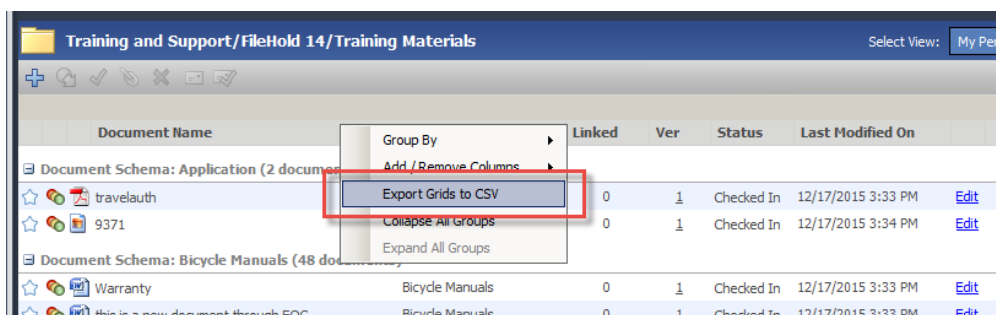 Training and Support/FileHold 14/Training Materials Select View: My Per
Document Name Linked Ver Status Last Modified On
Group By
Document Schema: Application (2 documen
Add / Remove Columns
travelauth 0 1 Checked In 12/17/2015 3:33 PM Edit
Export Grids to CSV
9371 0 1 Checked In 12/17/2015 3:34 PM Edit
Collapse All Groups
Expand All Groups
Document Schema: Bicycle Manuals (48 documents)
Warranty Bicycle Manuals 0 1 Checked In 12/17/2015 3:33 PM Edit
this is a new document through FOC Bicycle Manuals 0 1 Checked In 12/17/2015 3:33 PM Edit